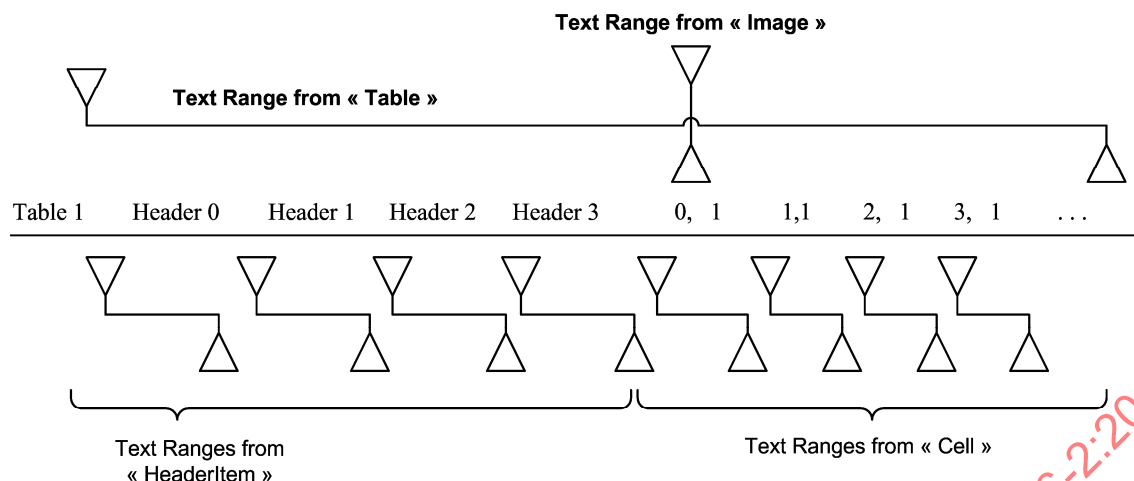 Text Range from « Image »
Text Range from « Table »
Table 1 Header 0 Header 1 Header 2 Header 3 0, 1 1,1 2, 1 3, 1 . . .
Text Ranges from
« HeaderItem »
Text Ranges from « Cell »